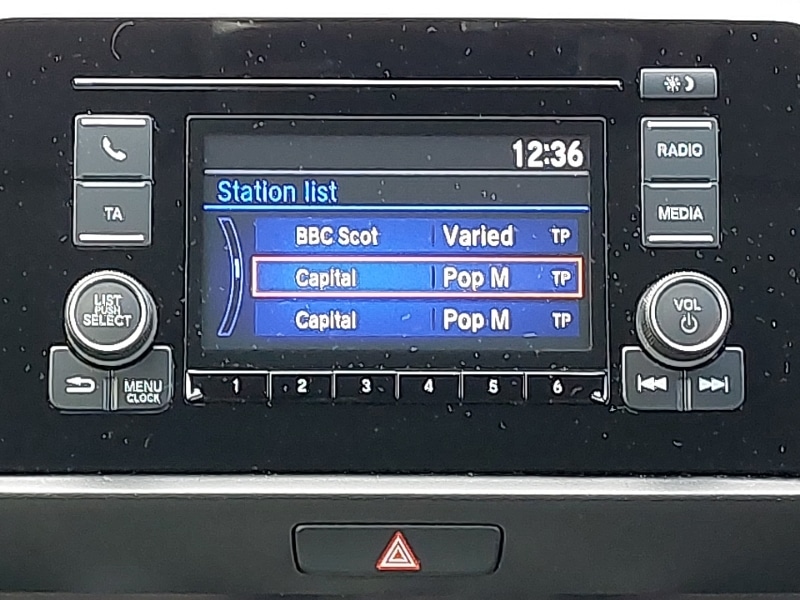 12:36
Station list
BBC Scot Varied TP
Capital Pop M TP
Capital Pop M TP
TA
RADIO
MEDIA
LIST
PUSH
SELECT
VOL
MENU
CLOCK
1 2 3 4 5 6